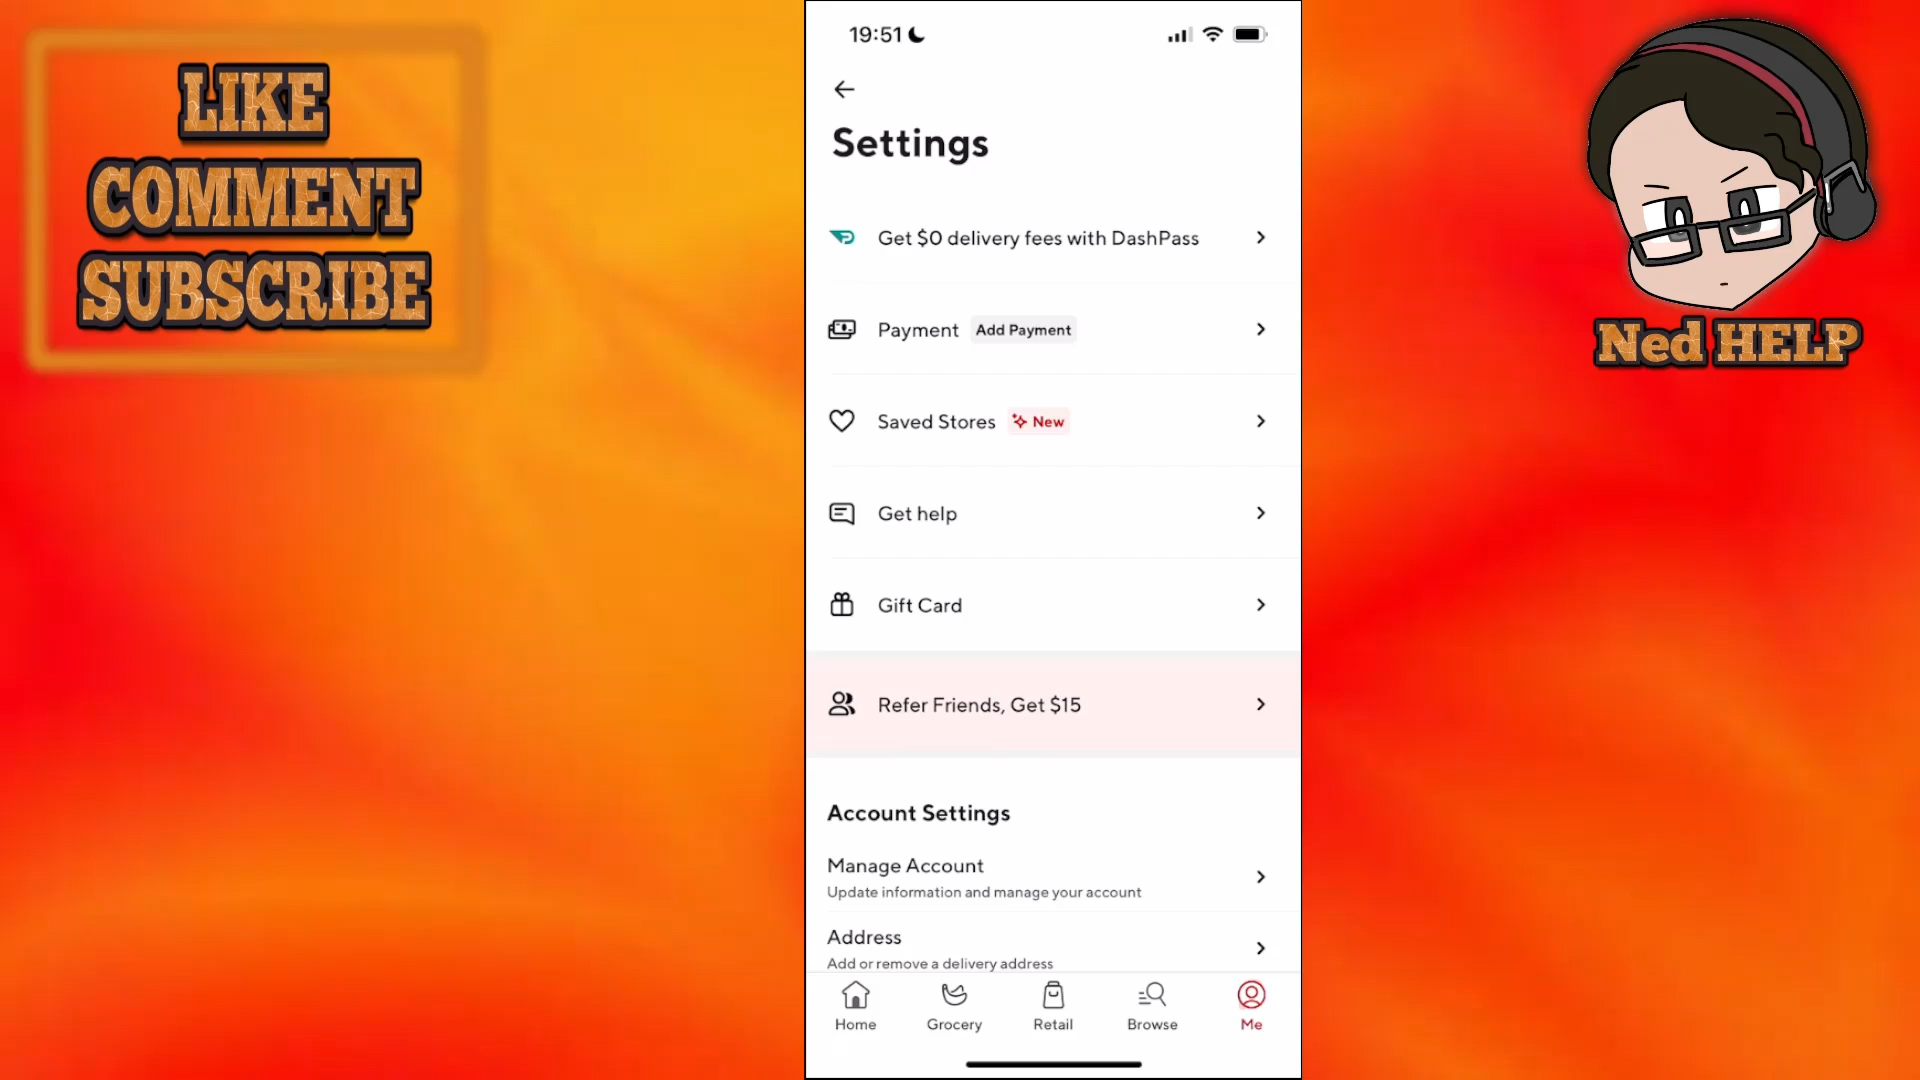 LIKE
COMMENT
SUBSCRIBE
19:51
Settings
Get $0 delivery fees with DashPass
Payment Add Payment
Saved Stores New
Get help
Gift Card
Refer Friends, Get $15
Account Settings
Manage Account
Update information and manage your account
Address
Add or remove a delivery address
Home Grocery Retail Browse Me
Ned HELP